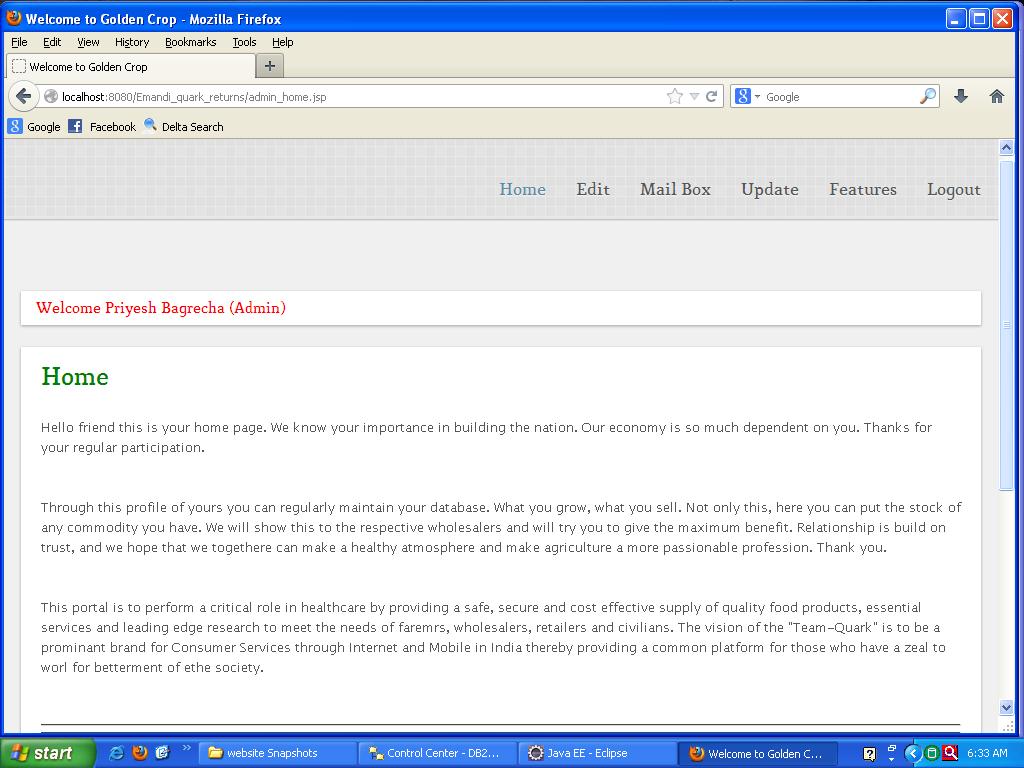 Welcome to Golden Crop - Mozilla Firefox
File Edit View History Bookmarks Tools Help
Welcome to Golden Crop
localhost:8080/Emandi_quark_returns/admin_home.jsp
Google
Google Facebook Delta Search
Home Edit Mail Box Update Features Logout
Welcome Priyesh Bagrecha (Admin)
Home
Hello friend this is your home page. We know your importance in building the nation. Our economy is so much dependent on you. Thanks for
your regular participation.
Through this profile of yours you can regularly maintain your database. What you grow, what you sell. Not only this, here you can put the stock of
any commodity you have. We will show this to the respective wholesalers and will try you to give the maximum benefit. Relationship is build on
trust, and we hope that we togethere can make a healthy atmosphere and make agriculture a more passionable profession. Thank you.
This portal is to perform a critical role in healthcare by providing a safe, secure and cost effective supply of quality food products, essential
services and leading edge research to meet the needs of faremrs, wholesalers, retailers and civilians. The vision of the "Team-Quark" is to be a
prominant brand for Consumer Services through Internet and Mobile in India thereby providing a common platform for those who have a zeal to
worl for betterment of ethe society.
start website Snapshots Control Center - DB2... Java EE - Eclipse Welcome to Golden C... 6:33 AM